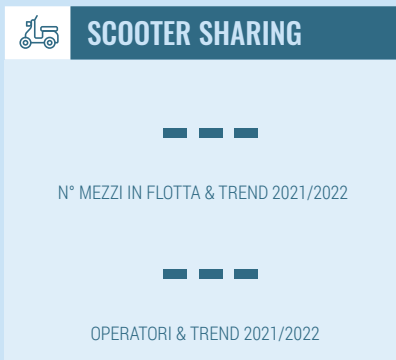 SCOOTER SHARING
---
N° MEZZI IN FLOTTA & TREND 2021/2022
---
OPERATORI & TREND 2021/2022